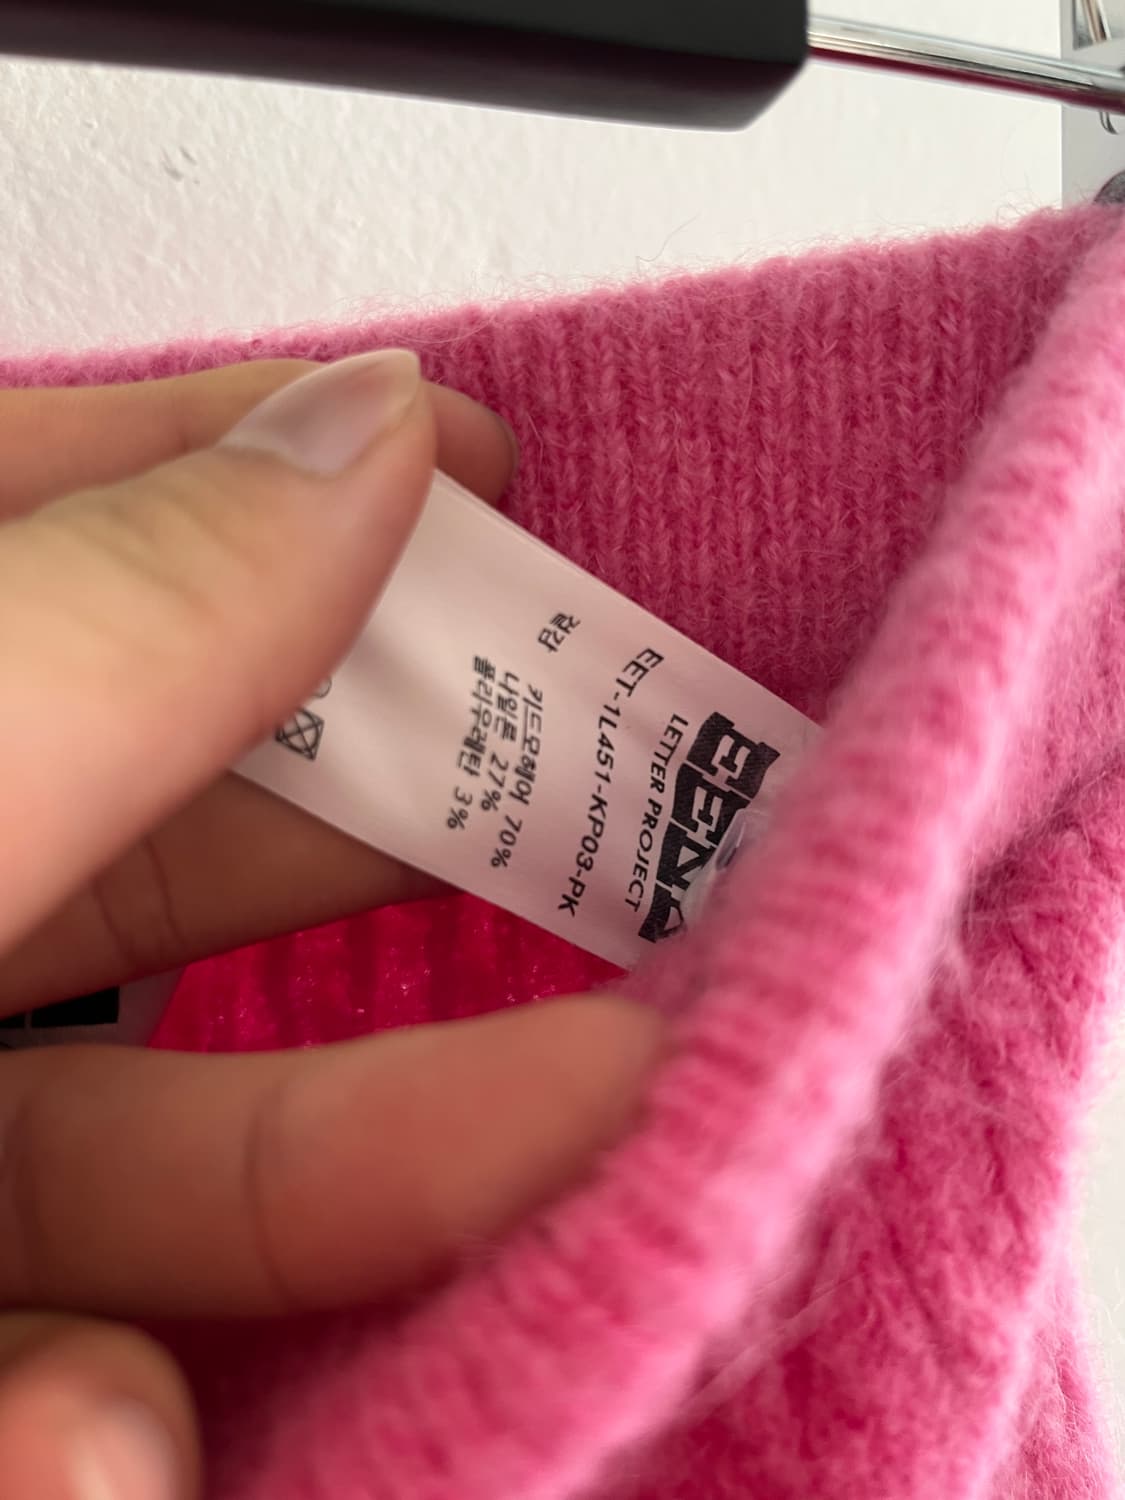 EENK
LETTER PROJECT
EET-1L451-KP03-PK
겉감
키드모헤어 70%
나일론 27%
폴리우레탄 3%